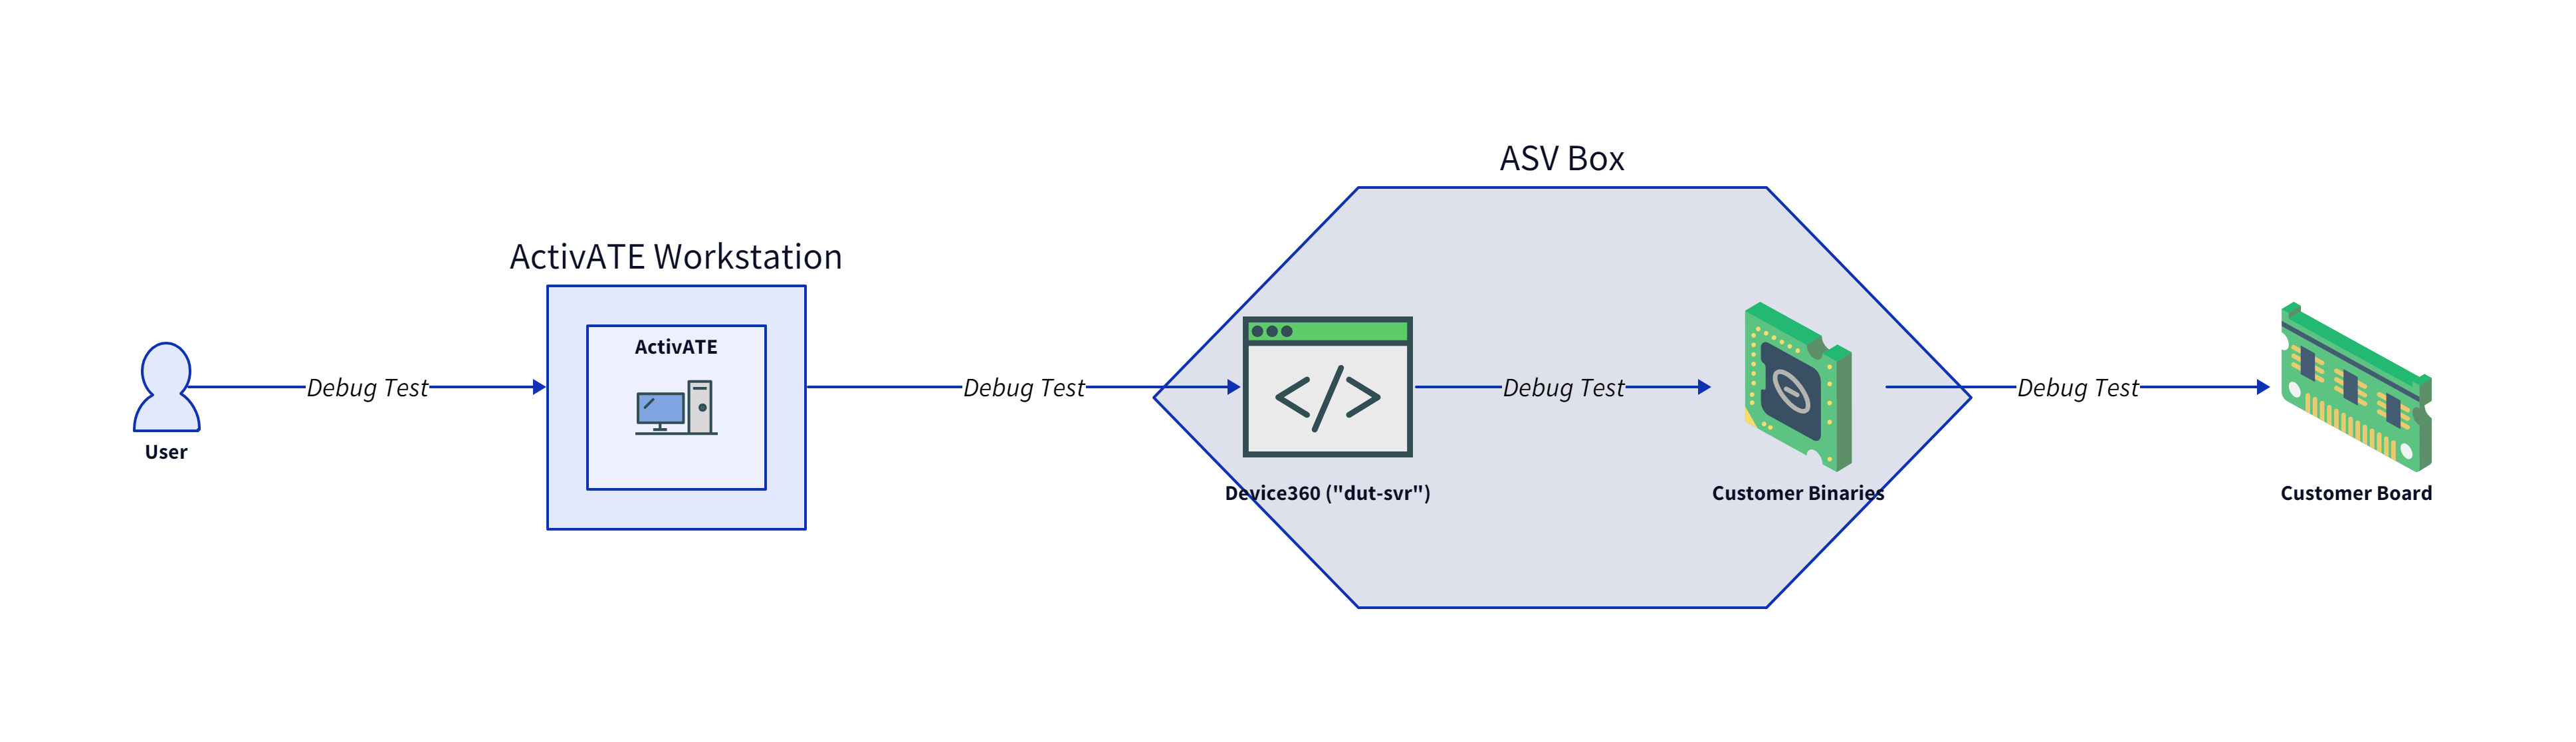 ASV Box
ActivATE Workstation
ActivATE
Debug Test
Debug Test
Debug Test
Debug Test
User
Device360 ("dut-svr")
Customer Binaries
Customer Board